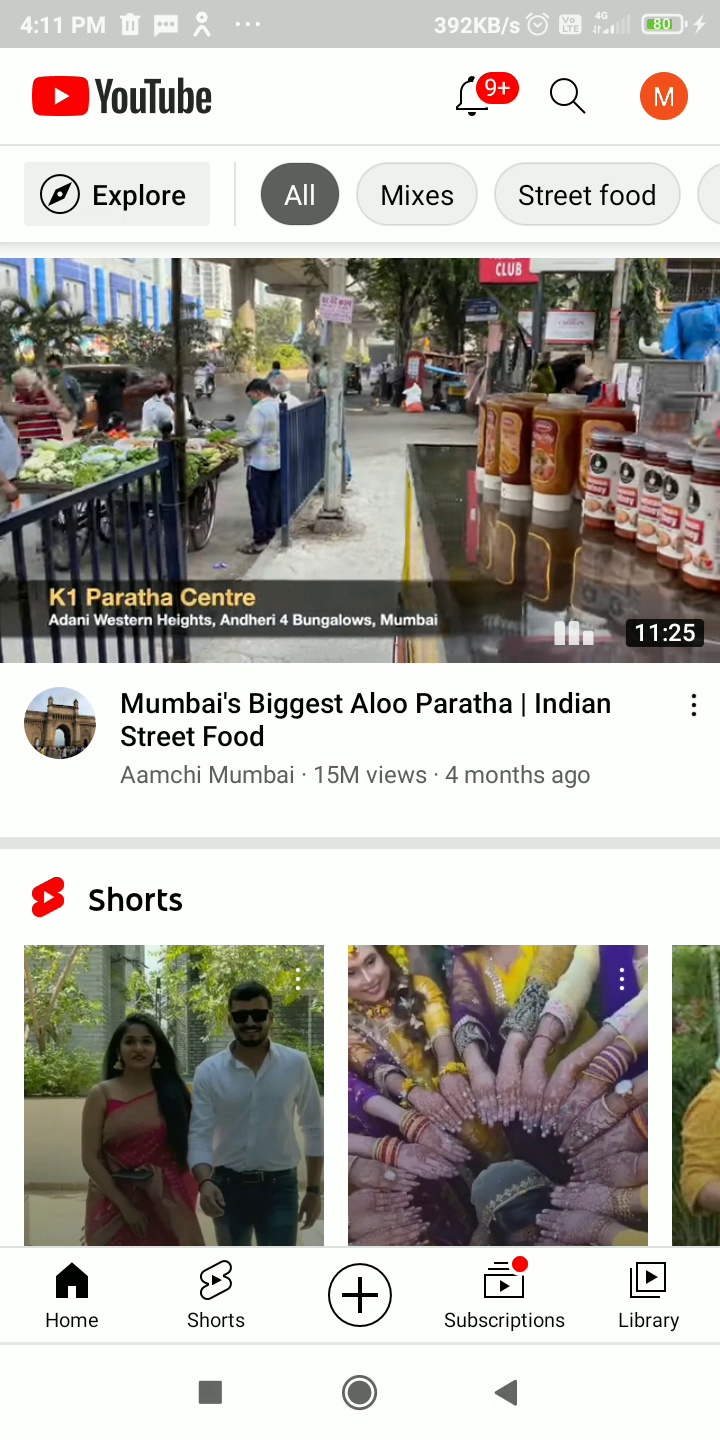 4:11 PM
392KB/s
Vo
LTE
4G
80
YouTube
9+
M
Explore
All
Mixes
Street food
CLUB
K1 Paratha Centre
Adani Western Heights, Andheri 4 Bungalows, Mumbai
11:25
Mumbai's Biggest Aloo Paratha | Indian
Street Food
Aamchi Mumbai · 15M views · 4 months ago
Shorts
Home
Shorts
Subscriptions
Library